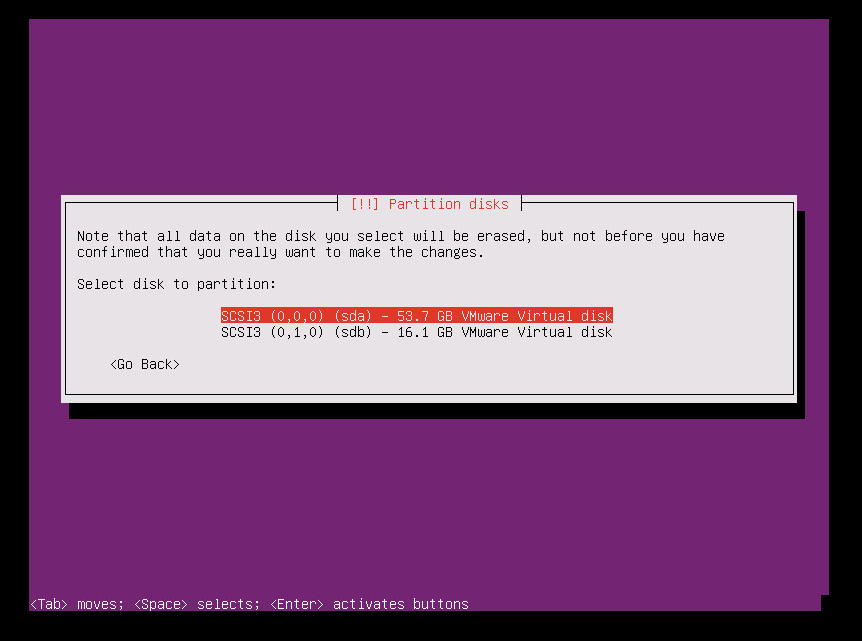 [!!] Partition disks
Note that all data on the disk you select will be erased, but not before you have
confirmed that you really want to make the changes.
Select disk to partition:
SCSI3 (0,0,0) (sda) - 53.7 GB VMware Virtual disk
SCSI3 (0,1,0) (sdb) - 16.1 GB VMware Virtual disk
<Go Back>
<Tab> moves; <Space> selects; <Enter> activates buttons